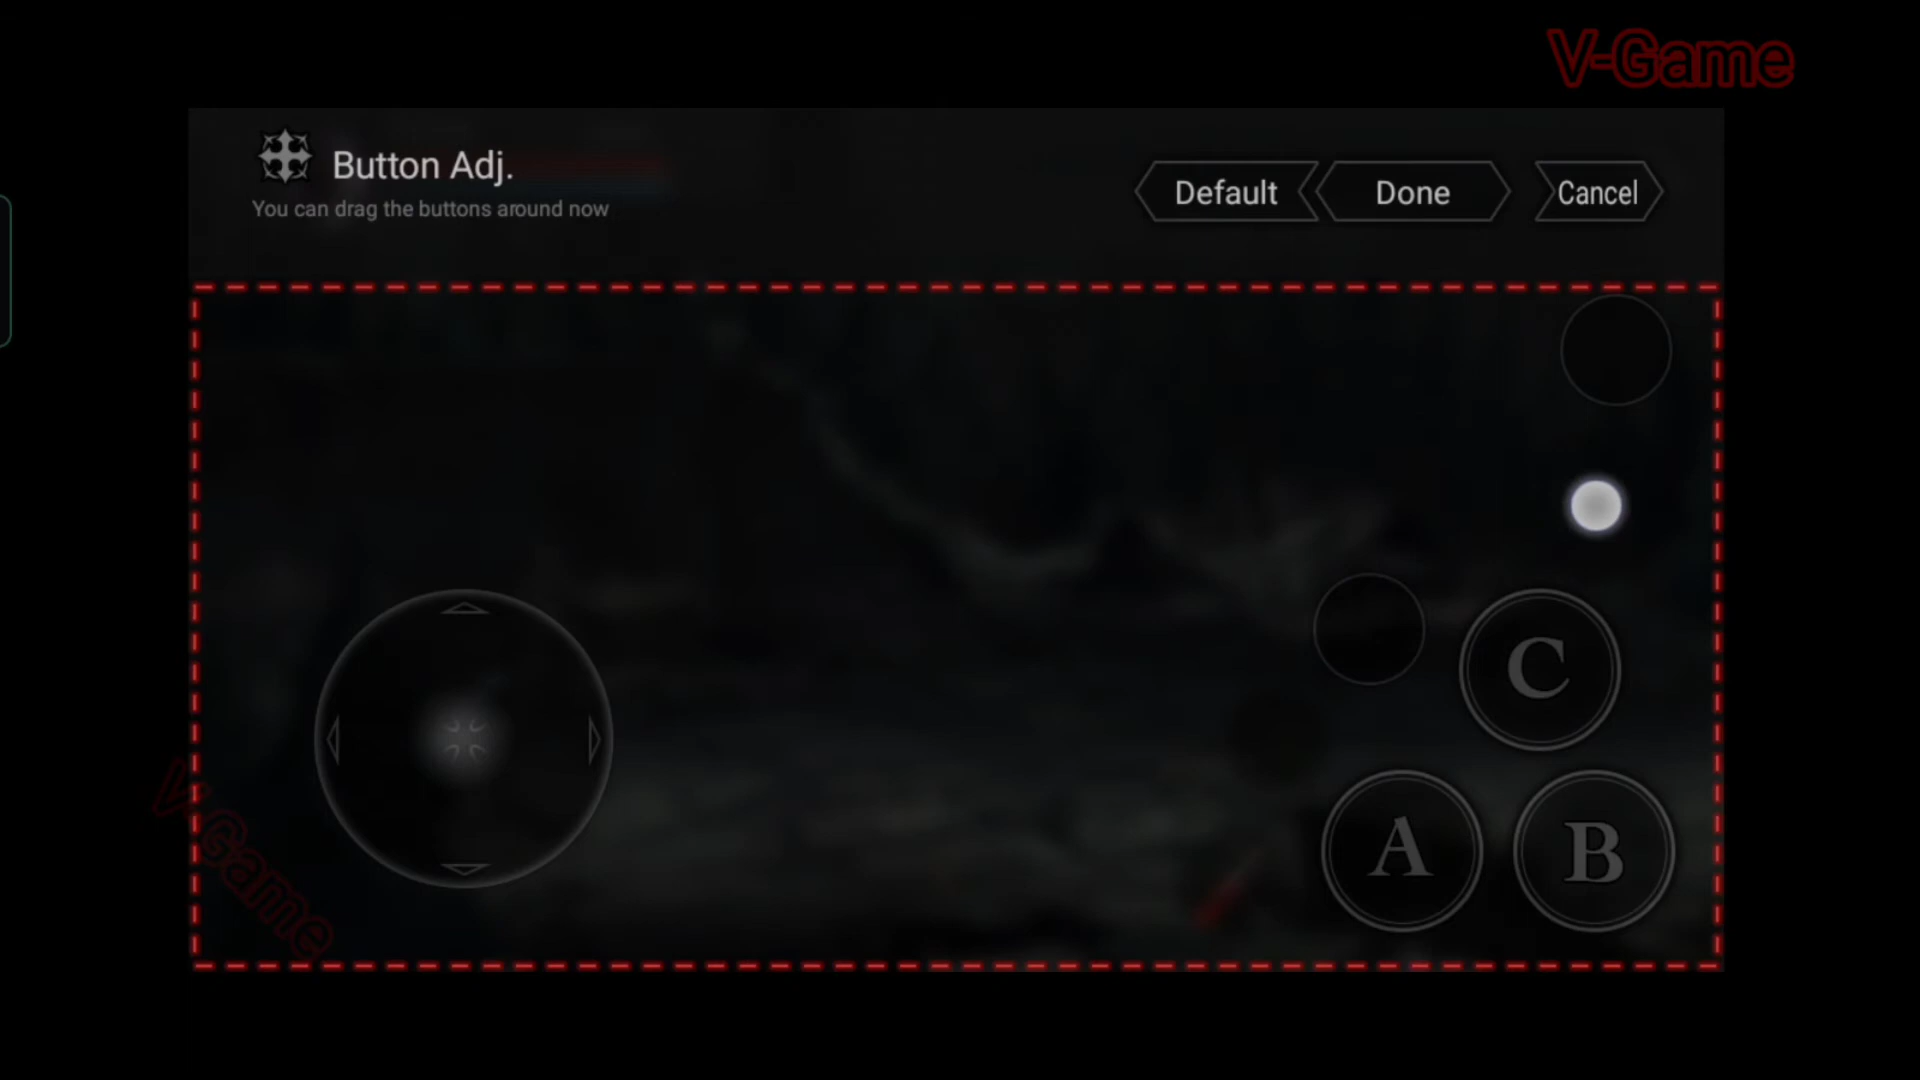 V-Game
Button Adj.
You can drag the buttons around now
Default
Done
Cancel
C
A
B
V-Game